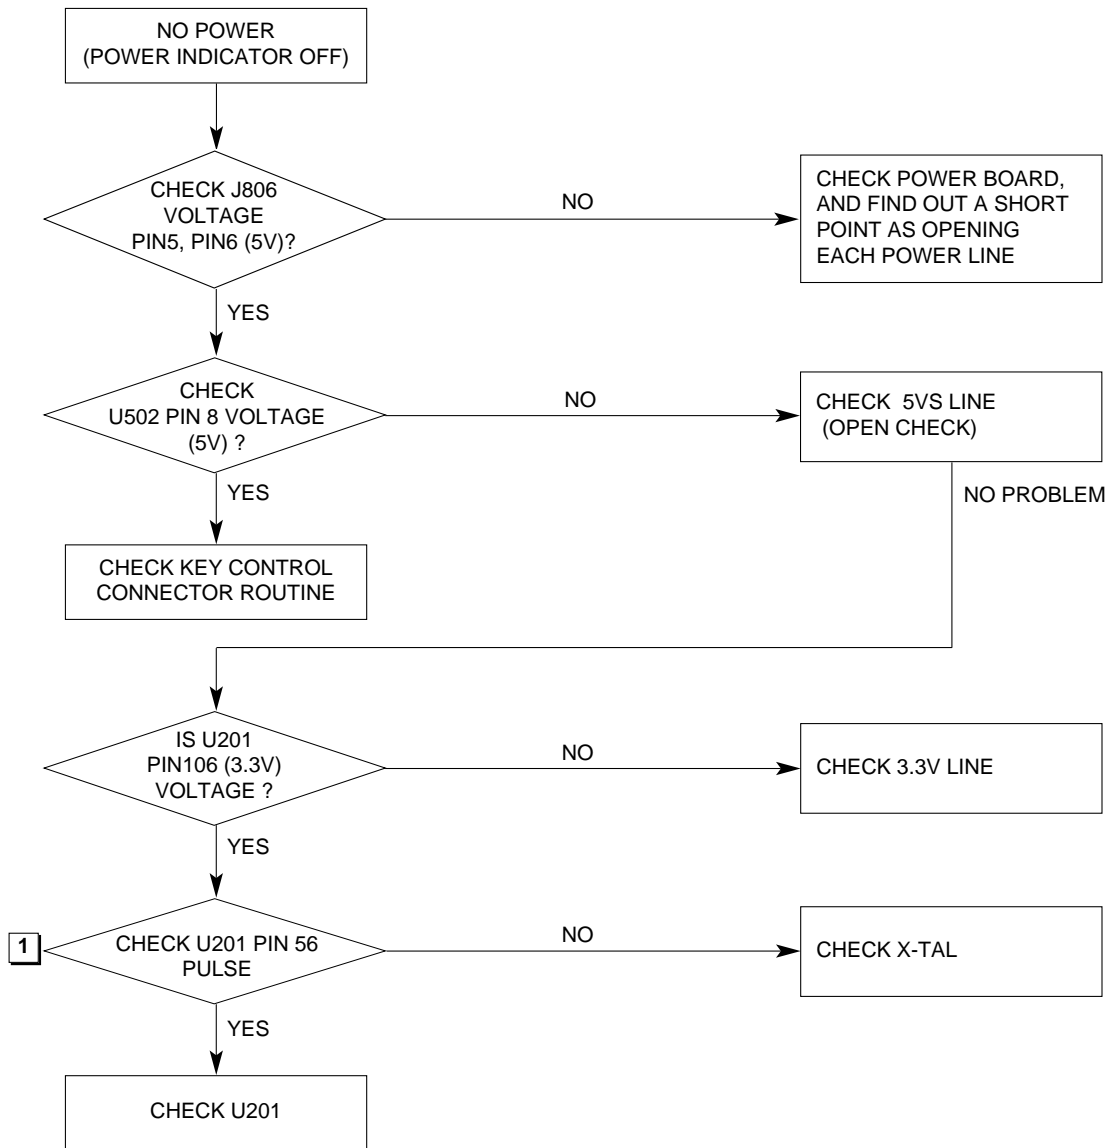 NO POWER
(POWER INDICATOR OFF)
CHECK J806
VOLTAGE
PIN5, PIN6 (5V)?
NO
CHECK POWER BOARD,
AND FIND OUT A SHORT
POINT AS OPENING
EACH POWER LINE
YES
CHECK
U502 PIN 8 VOLTAGE
(5V) ?
NO
CHECK 5VS LINE
(OPEN CHECK)
YES
NO PROBLEM
CHECK KEY CONTROL
CONNECTOR ROUTINE
IS U201
PIN106 (3.3V)
VOLTAGE ?
NO
CHECK 3.3V LINE
YES
1
CHECK U201 PIN 56
PULSE
NO
CHECK X-TAL
YES
CHECK U201